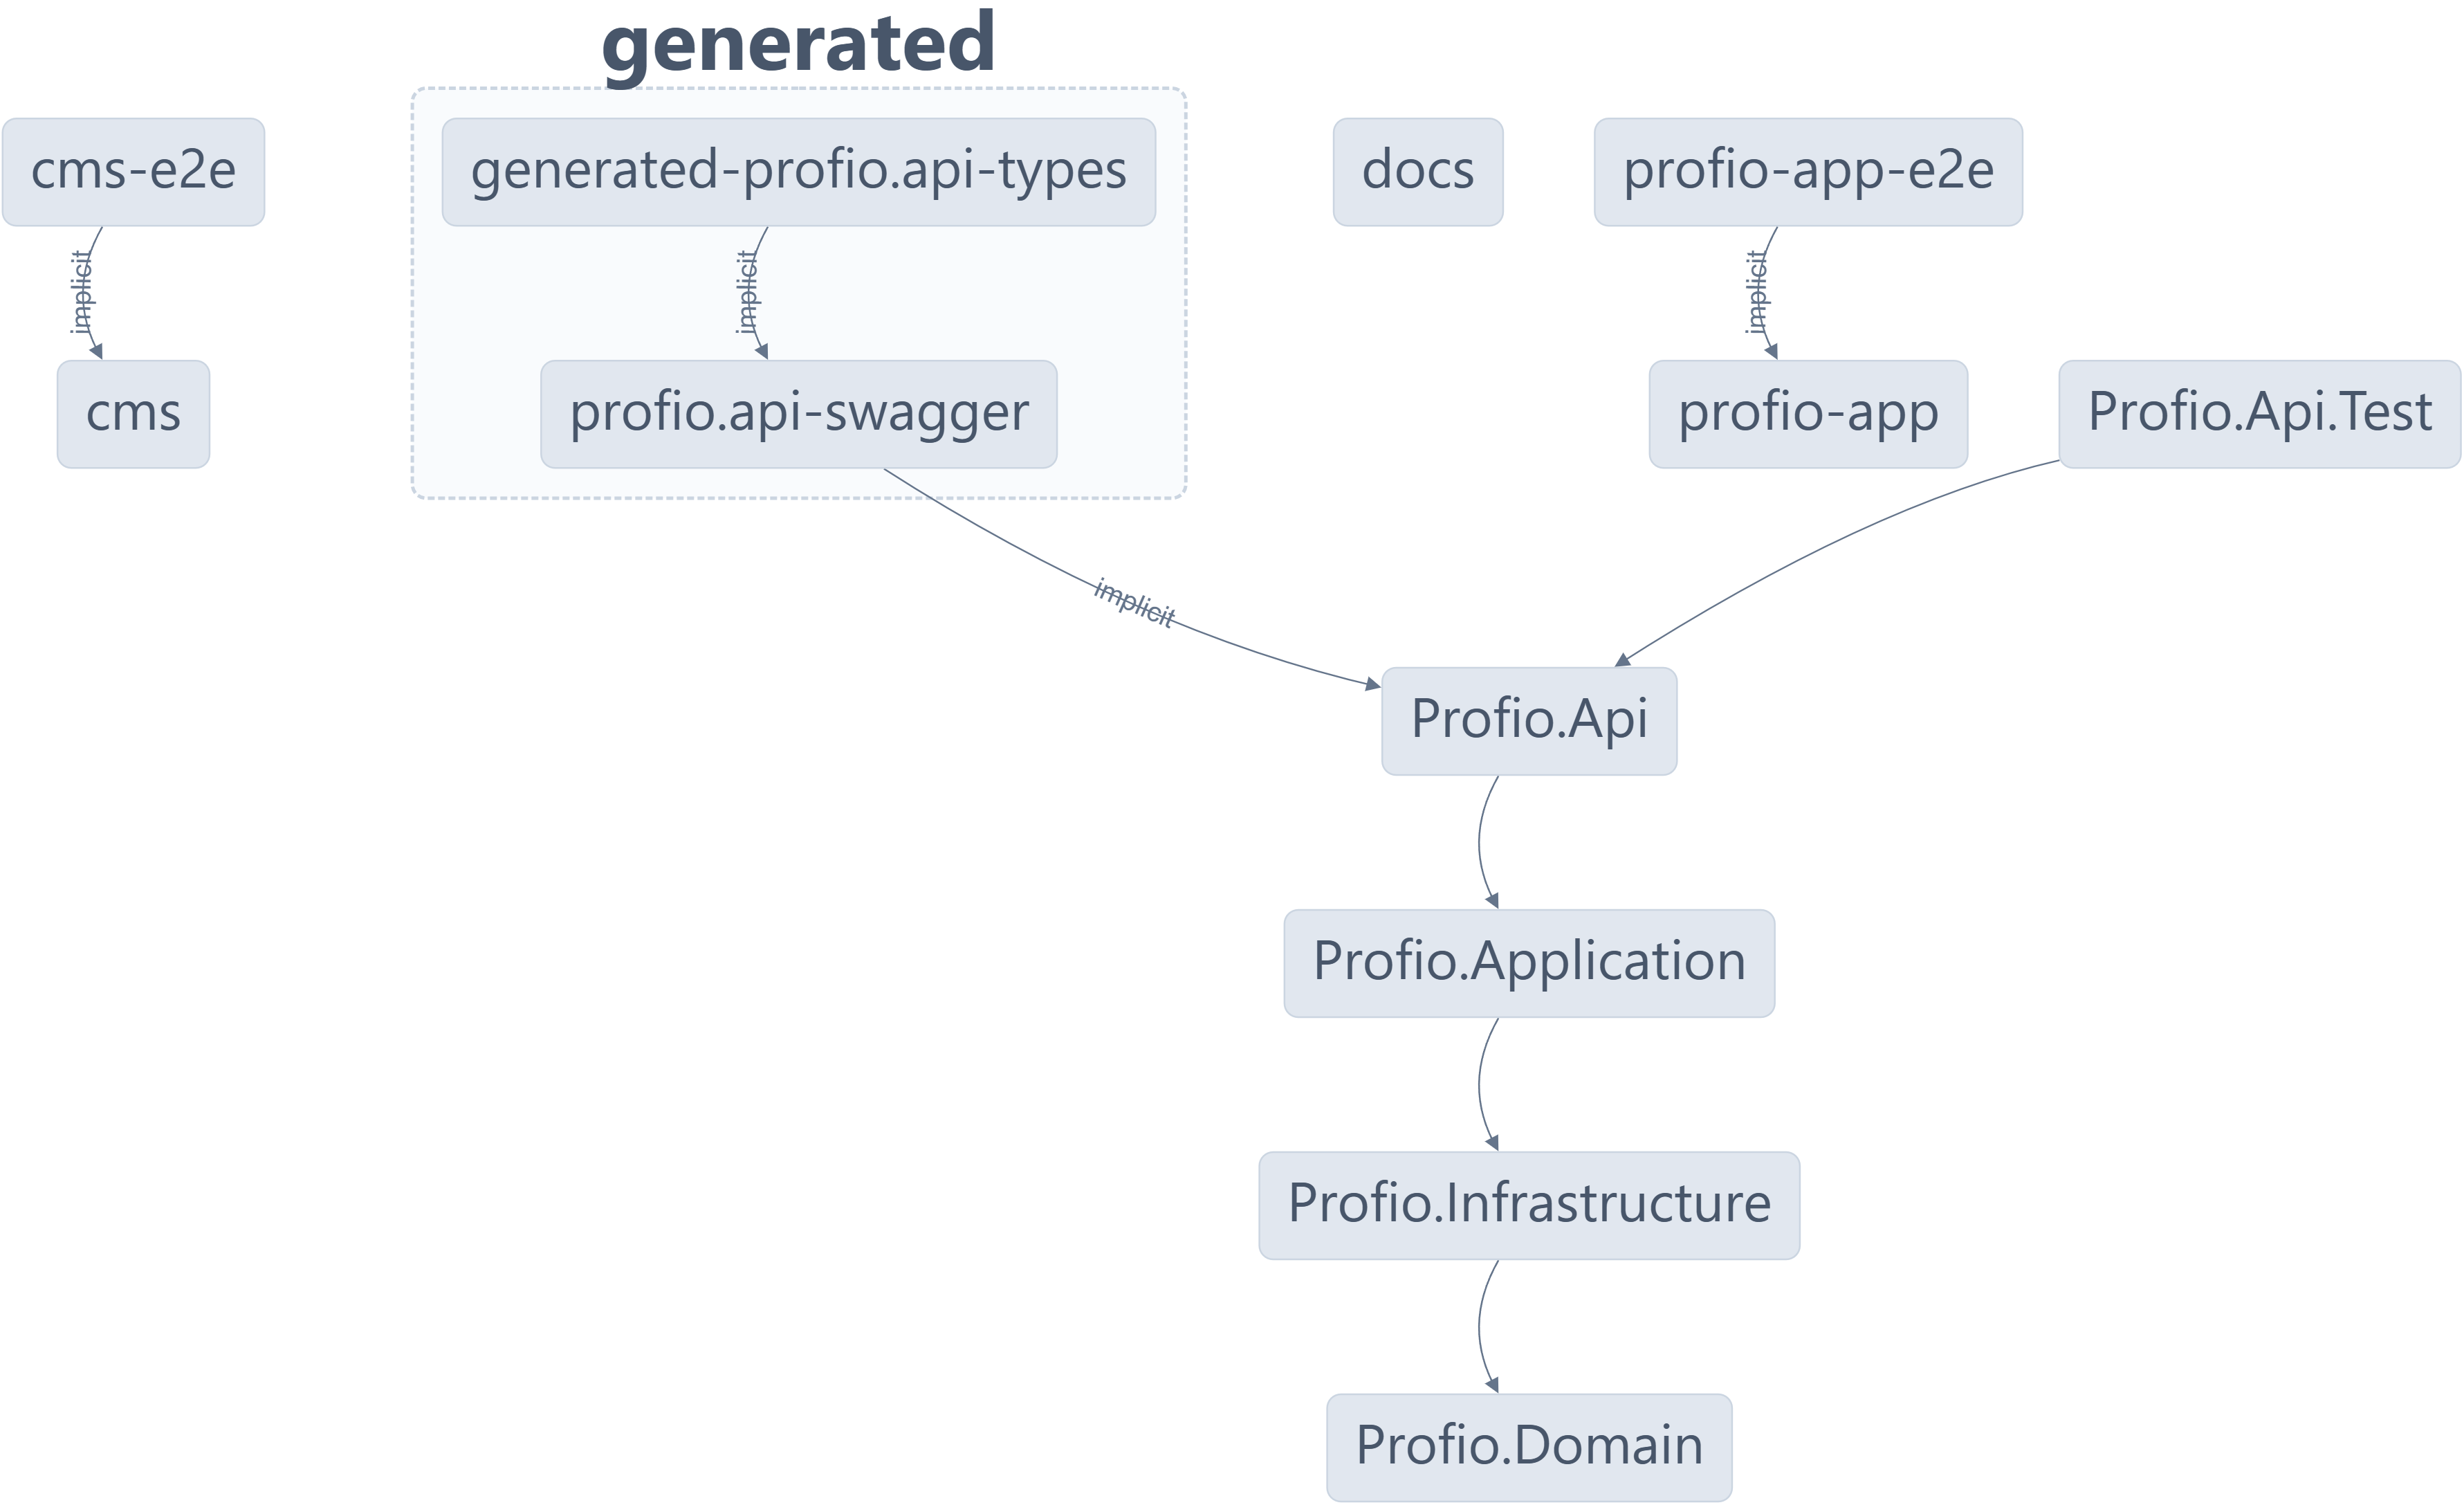 generated
cms-e2e
generated-profio.api-types
docs
profio-app-e2e
implicit
implicit
implicit
cms
profio.api-swagger
profio-app
Profio.Api.Test
implicit
Profio.Api
Profio.Application
Profio.Infrastructure
Profio.Domain